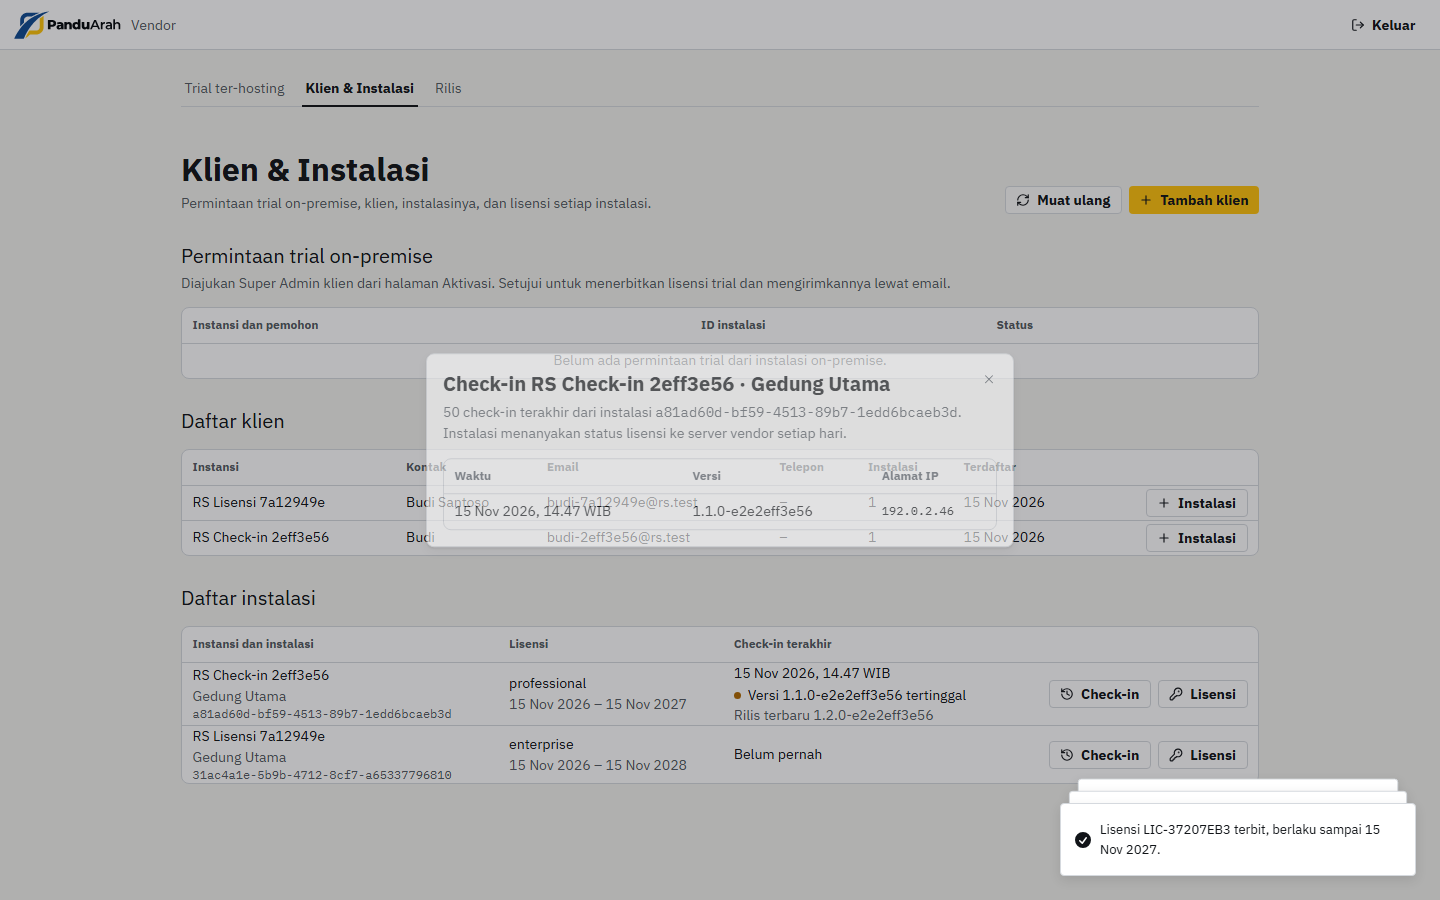 PanduArah Vendor
Keluar
Trial ter-hosting
Klien & Instalasi
Rilis
Klien & Instalasi
Permintaan trial on-premise, klien, instalasinya, dan lisensi setiap instalasi.
Muat ulang
Tambah klien
Permintaan trial on-premise
Diajukan Super Admin klien dari halaman Aktivasi. Setujui untuk menerbitkan lisensi trial dan mengirimkannya lewat email.
Instansi dan pemohon ID instalasi Status
Belum ada permintaan trial dari instalasi on-premise.
Check-in RS Check-in 2eff3e56 · Gedung Utama
50 check-in terakhir dari instalasi a81ad60d-bf59-4513-89b7-1edd6bcaeb3d.
Instalasi menanyakan status lisensi ke server vendor setiap hari.
Waktu Versi Alamat IP
15 Nov 2026, 14.47 WIB 1.1.0-e2e2eff3e56 192.0.2.46
Daftar klien
Instansi Kontak Email Telepon Instalasi Terdaftar
RS Lisensi 7a12949e Budi Santoso budi-7a12949e@rs.test – 1 15 Nov 2026 Instalasi
RS Check-in 2eff3e56 Budi budi-2eff3e56@rs.test – 1 15 Nov 2026 Instalasi
Daftar instalasi
Instansi dan instalasi Lisensi Check-in terakhir
RS Check-in 2eff3e56
Gedung Utama
a81ad60d-bf59-4513-89b7-1edd6bcaeb3d
professional
15 Nov 2026 – 15 Nov 2027
15 Nov 2026, 14.47 WIB
Versi 1.1.0-e2e2eff3e56 tertinggal
Rilis terbaru 1.2.0-e2e2eff3e56
Check-in Lisensi
RS Lisensi 7a12949e
Gedung Utama
31ac4a1e-5b9b-4712-8cf7-a65337796810
enterprise
15 Nov 2026 – 15 Nov 2028
Belum pernah
Check-in Lisensi
Lisensi LIC-37207EB3 terbit, berlaku sampai 15
Nov 2027.